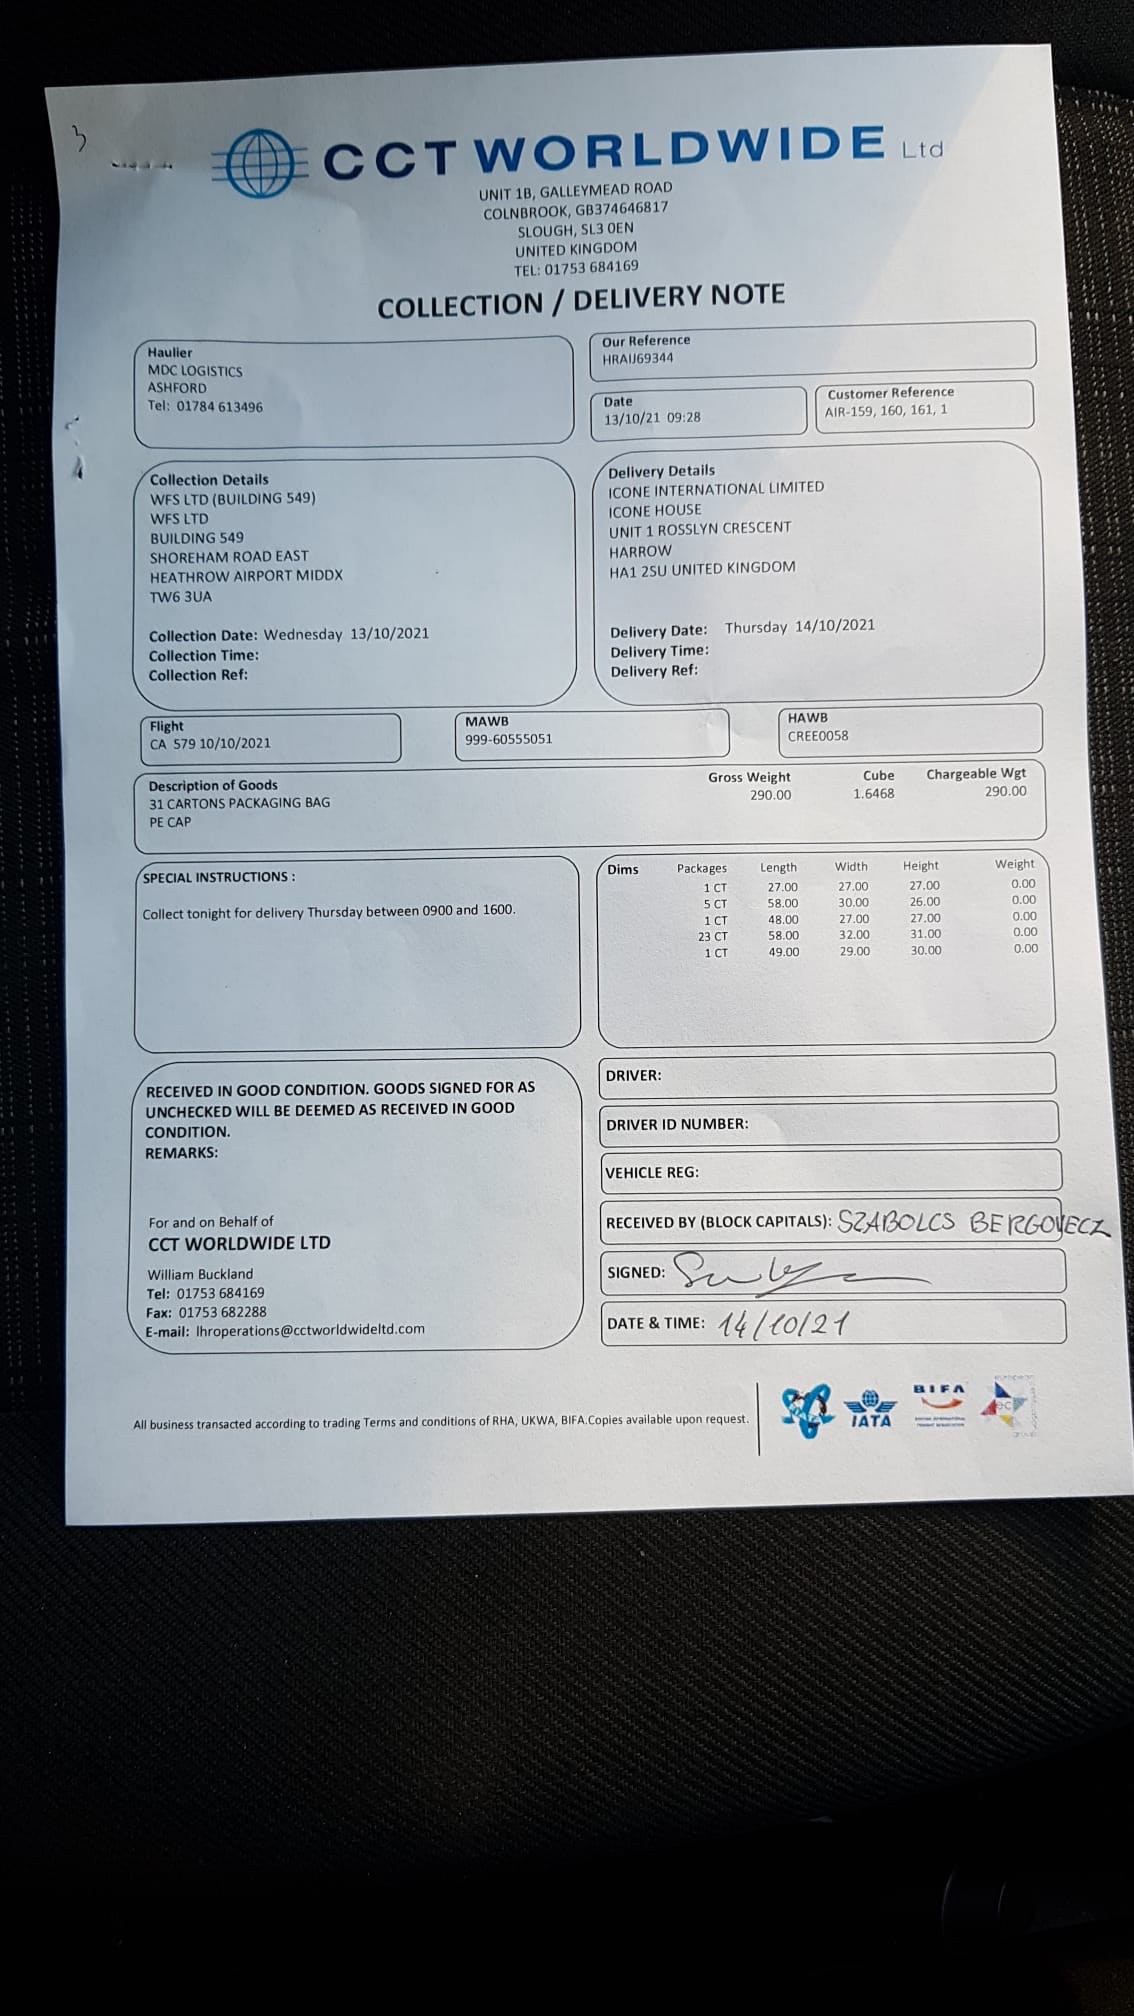 3
CCT WORLDWIDE Ltd
UNIT 1B, GALLEYMEAD ROAD
COLNBROOK, GB374646817
SLOUGH, SL3 0EN
UNITED KINGDOM
TEL: 01753 684169
COLLECTION / DELIVERY NOTE
Haulier
MDC LOGISTICS
ASHFORD
Tel: 01784 613496
Our Reference
HRAIJ69344
Date
13/10/21 09:28
Customer Reference
AIR-159, 160, 161, 1
Collection Details
WFS LTD (BUILDING 549)
WFS LTD
BUILDING 549
SHOREHAM ROAD EAST
HEATHROW AIRPORT MIDDX
TW6 3UA
Collection Date: Wednesday 13/10/2021
Collection Time:
Collection Ref:
Delivery Details
ICONE INTERNATIONAL LIMITED
ICONE HOUSE
UNIT 1 ROSSLYN CRESCENT
HARROW
HA1 2SU UNITED KINGDOM
Delivery Date: Thursday 14/10/2021
Delivery Time:
Delivery Ref:
Flight
CA 579 10/10/2021
MAWB
999-60555051
HAWB
CREE0058
Description of Goods Gross Weight Cube Chargeable Wgt
31 CARTONS PACKAGING BAG 290.00 1.6468 290.00
PE CAP
SPECIAL INSTRUCTIONS :
Collect tonight for delivery Thursday between 0900 and 1600.
Dims Packages Length Width Height Weight
1 CT 27.00 27.00 27.00 0.00
5 CT 58.00 30.00 26.00 0.00
1 CT 48.00 27.00 27.00 0.00
23 CT 58.00 32.00 31.00 0.00
1 CT 49.00 29.00 30.00 0.00
RECEIVED IN GOOD CONDITION. GOODS SIGNED FOR AS
UNCHECKED WILL BE DEEMED AS RECEIVED IN GOOD
CONDITION.
REMARKS:
For and on Behalf of
CCT WORLDWIDE LTD
William Buckland
Tel: 01753 684169
Fax: 01753 682288
E-mail: lhroperations@cctworldwideltd.com
DRIVER:
DRIVER ID NUMBER:
VEHICLE REG:
RECEIVED BY (BLOCK CAPITALS): SZABOLCS BERGOVECZ
SIGNED:
DATE & TIME: 14/10/21
All business transacted according to trading Terms and conditions of RHA, UKWA, BIFA.Copies available upon request.
IATA
BIFA
ec